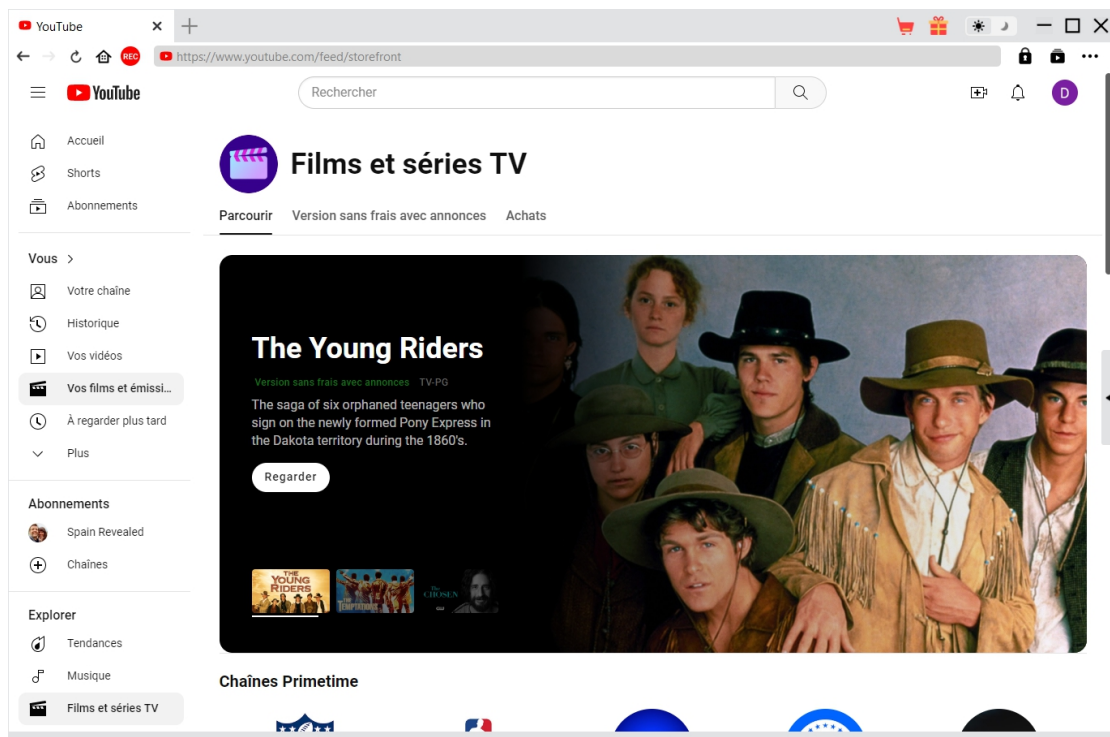 YouTube
REC
https://www.youtube.com/feed/storefront
YouTube
Rechercher
D
Accueil
Shorts
Abonnements
Vous
Votre chaîne
Historique
Vos vidéos
Vos films et émissi...
À regarder plus tard
Plus
Abonnements
Spain Revealed
Chaînes
Explorer
Tendances
Musique
Films et séries TV
Films et séries TV
Parcourir Version sans frais avec annonces Achats
The Young Riders
Version sans frais avec annonces TV-PG
The saga of six orphaned teenagers who
sign on the newly formed Pony Express in
the Dakota territory during the 1860's.
Regarder
THE
YOUNG
RIDERS
THE
TEMPTATIONS
The
CHOSEN
Chaînes Primetime